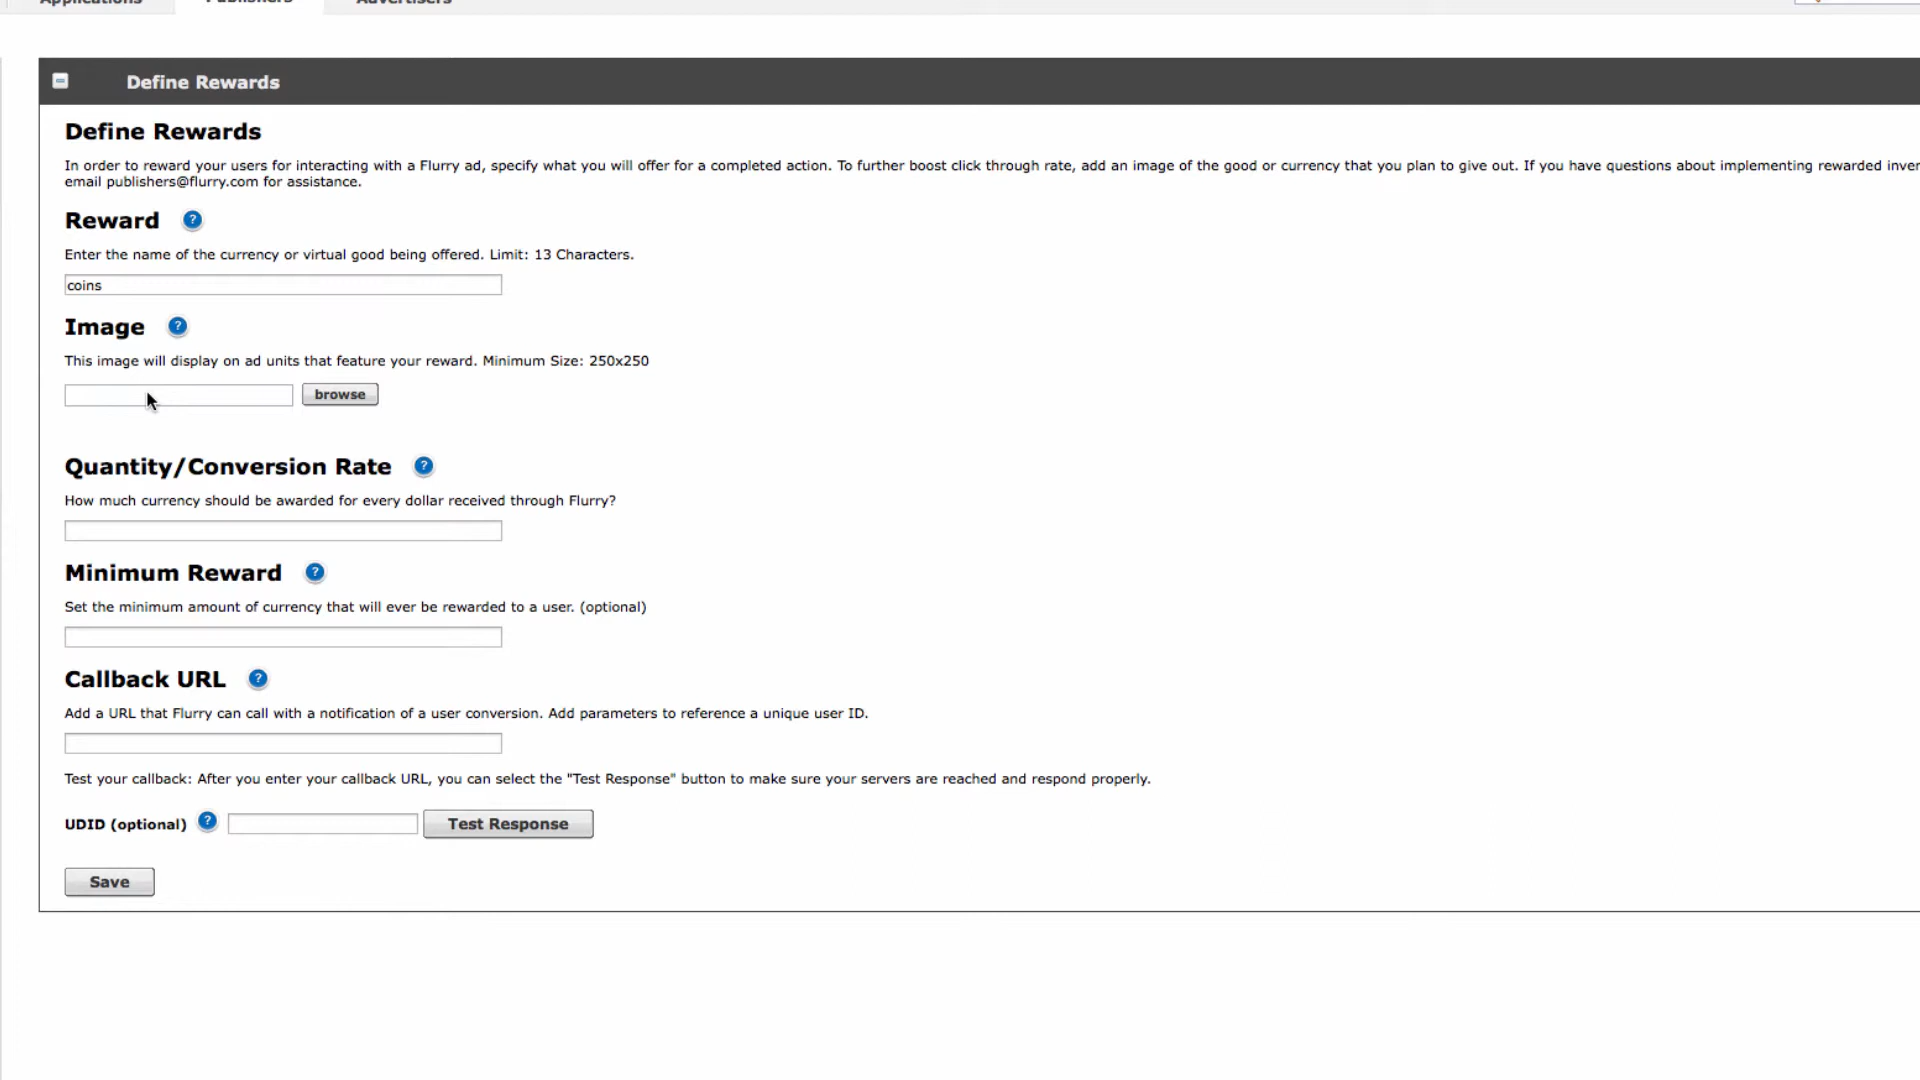 Applications Publishers Advertisers
Define Rewards
Define Rewards
In order to reward your users for interacting with a Flurry ad, specify what you will offer for a completed action. To further boost click through rate, add an image of the good or currency that you plan to give out. If you have questions about implementing rewarded inver
email publishers@flurry.com for assistance.
Reward ?
Enter the name of the currency or virtual good being offered. Limit: 13 Characters.
coins
Image ?
This image will display on ad units that feature your reward. Minimum Size: 250x250
browse
Quantity/Conversion Rate ?
How much currency should be awarded for every dollar received through Flurry?
Minimum Reward ?
Set the minimum amount of currency that will ever be rewarded to a user. (optional)
Callback URL ?
Add a URL that Flurry can call with a notification of a user conversion. Add parameters to reference a unique user ID.
Test your callback: After you enter your callback URL, you can select the "Test Response" button to make sure your servers are reached and respond properly.
UDID (optional) ? Test Response
Save